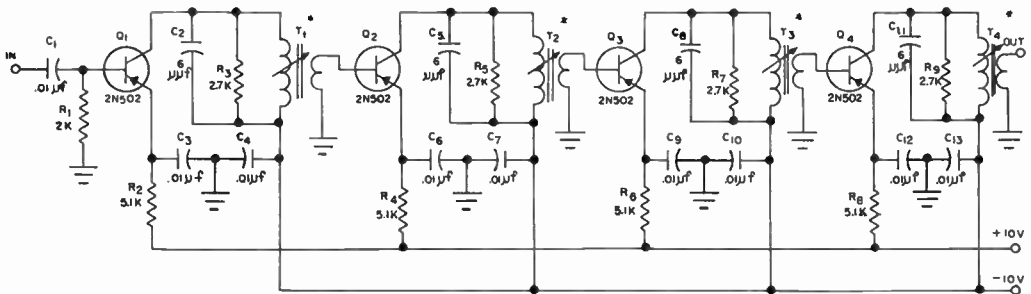 IN
C1
.01µf
R1
2K
Q1
2N502
C2
6
µµf
R3
2.7K
T1
*
C3
.01µf
C4
.01µf
R2
5.1K
Q2
2N502
C5
6
µµf
R5
2.7K
T2
*
C6
.01µf
C7
.01µf
R4
5.1K
Q3
2N502
C8
6
µµf
R7
2.7K
T3
*
C9
.01µf
C10
.01µf
R6
5.1K
Q4
2N502
C11
6
µµf
R9
2.7K
T4
*
OUT
C12
.01µf
C13
.01µf
R8
5.1K
+10V
-10V